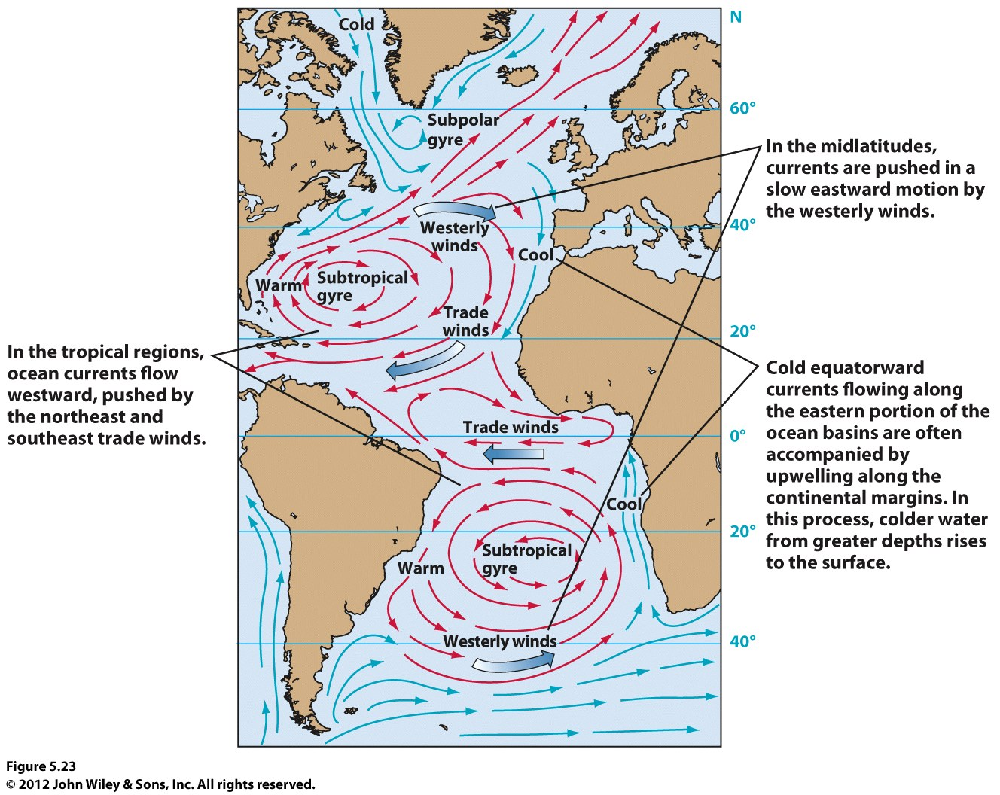 Cold
N
60°
Subpolar
gyre
In the midlatitudes,
currents are pushed in a
slow eastward motion by
the westerly winds.
40°
Westerly
winds
Cool
Warm
Subtropical
gyre
Trade
winds
20°
In the tropical regions,
ocean currents flow
westward, pushed by
the northeast and
southeast trade winds.
Cold equatorward
currents flowing along
the eastern portion of the
ocean basins are often
accompanied by
upwelling along the
continental margins. In
this process, colder water
from greater depths rises
to the surface.
Trade winds
0°
Cool
20°
Subtropical
gyre
Warm
Westerly winds
40°
Figure 5.23
© 2012 John Wiley & Sons, Inc. All rights reserved.